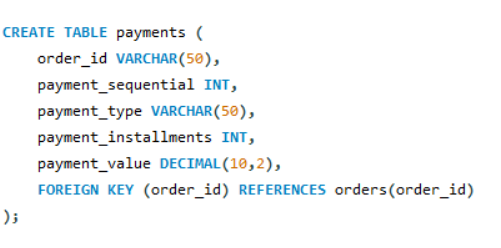 CREATE TABLE payments (
    order_id VARCHAR(50),
    payment_sequential INT,
    payment_type VARCHAR(50),
    payment_installments INT,
    payment_value DECIMAL(10,2),
    FOREIGN KEY (order_id) REFERENCES orders(order_id)
);